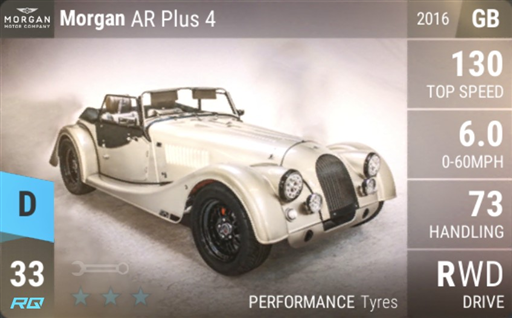 MORGAN
MOTOR COMPANY
Morgan AR Plus 4
2016 GB
130
TOP SPEED
6.0
0-60MPH
73
HANDLING
RWD
DRIVE
D
33
RQ
PERFORMANCE Tyres